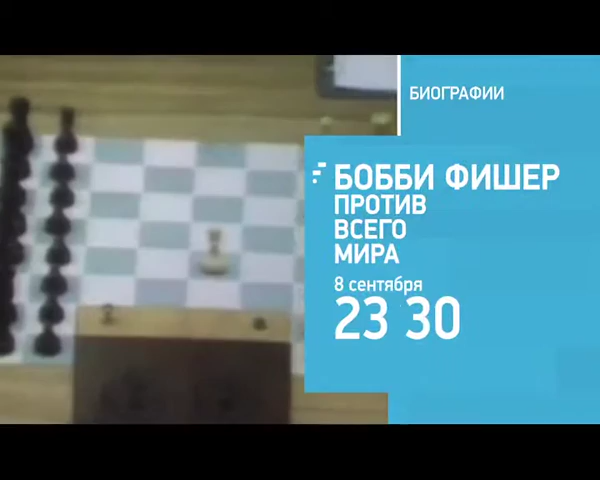 БИОГРАФИИ
БОББИ ФИШЕР
ПРОТИВ
ВСЕГО
МИРА
8 сентября
23 30